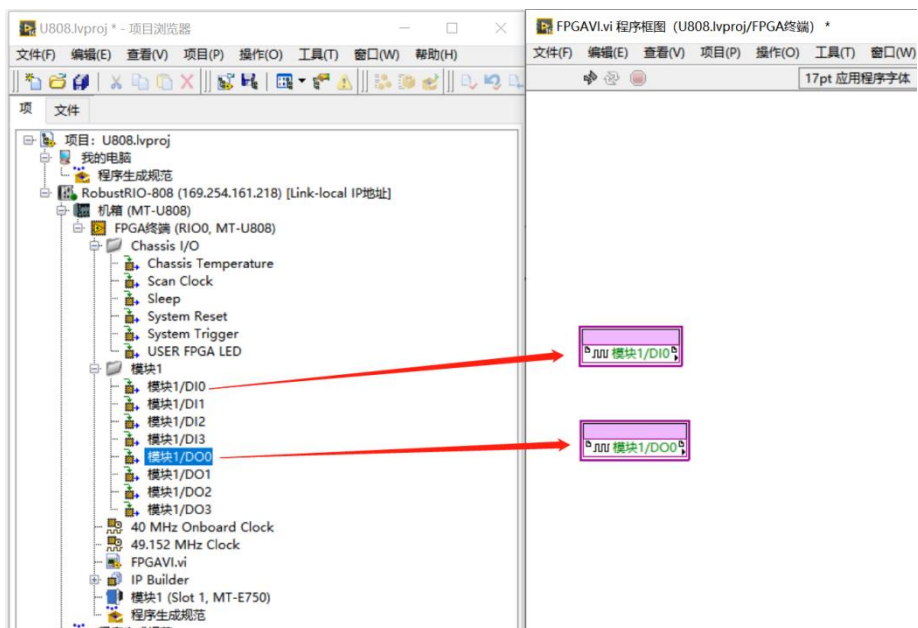 U808.lvproj * - 项目浏览器
文件(F) 编辑(E) 查看(V) 项目(P) 操作(O) 工具(T) 窗口(W) 帮助(H)
项 文件
项目：U808.lvproj
我的电脑
程序生成规范
RobustRIO-808 (169.254.161.218) [Link-local IP地址]
机箱 (MT-U808)
FPGA终端 (RIO0, MT-U808)
Chassis I/O
Chassis Temperature
Scan Clock
Sleep
System Reset
System Trigger
USER FPGA LED
模块1
模块1/DI0
模块1/DI1
模块1/DI2
模块1/DI3
模块1/DO0
模块1/DO1
模块1/DO2
模块1/DO3
40 MHz Onboard Clock
49.152 MHz Clock
FPGAVI.vi
IP Builder
模块1 (Slot 1, MT-E750)
程序生成规范
FPGAVI.vi 程序框图（U808.lvproj/FPGA终端） *
文件(F) 编辑(E) 查看(V) 项目(P) 操作(O) 工具(T) 窗口(W)
17pt 应用程序字体
模块1/DI0
模块1/DO0